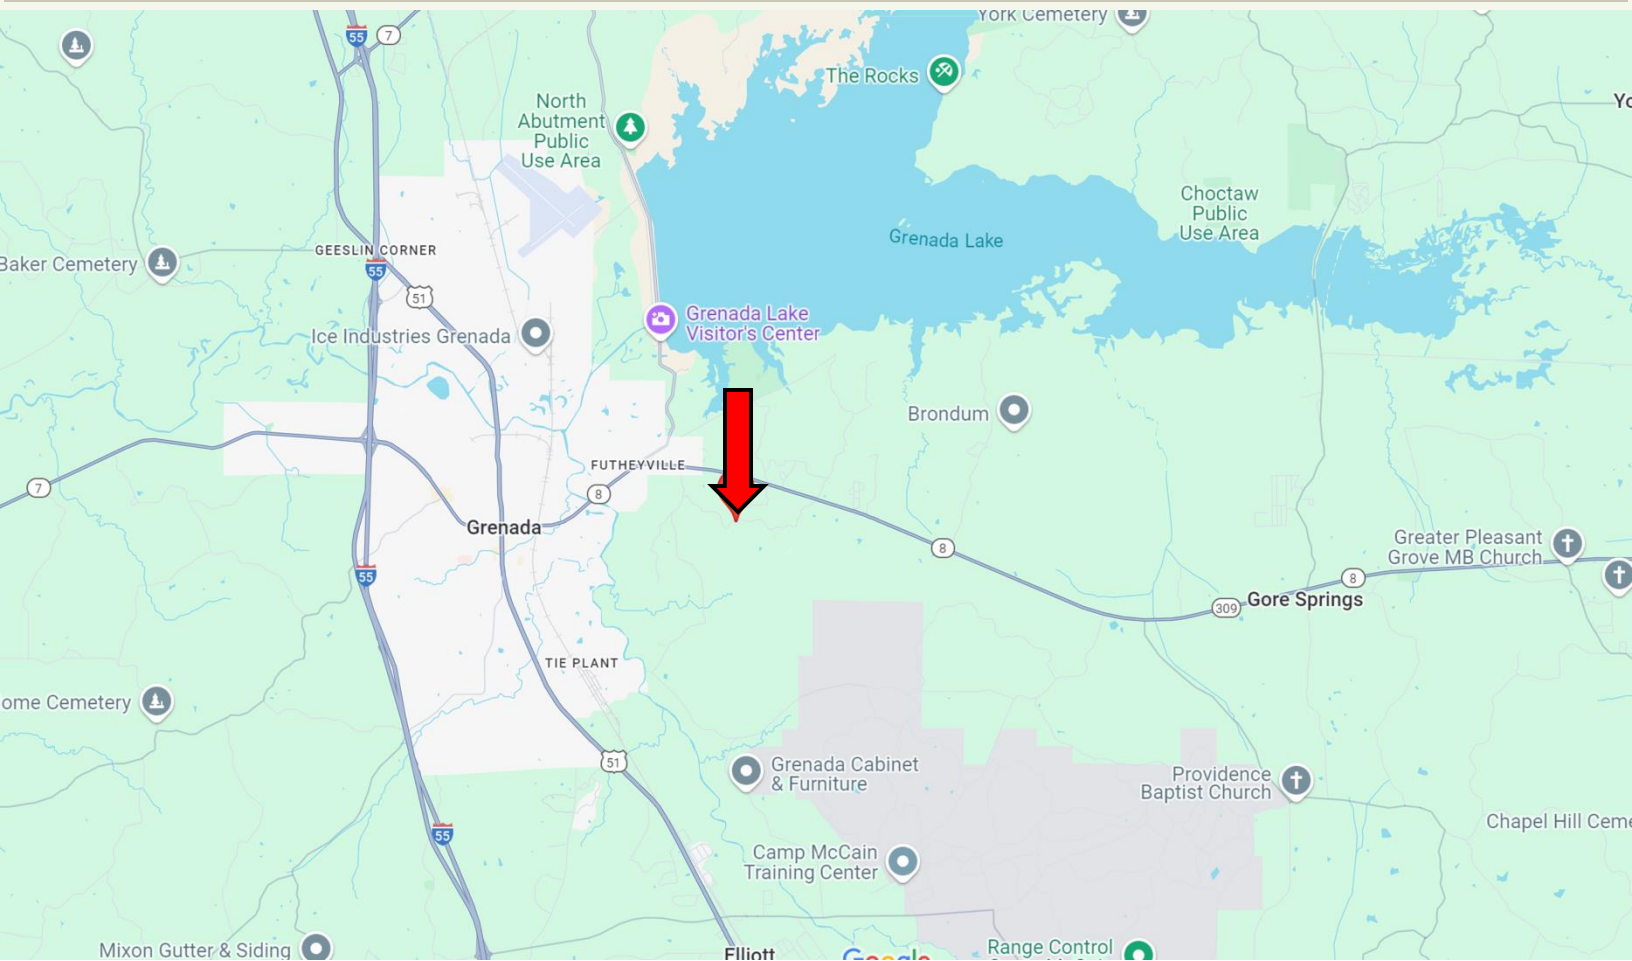 York Cemetery
55
7
The Rocks
Yo
North
Abutment
Public
Use Area
Choctaw
Public
Use Area
Grenada Lake
GEESLIN CORNER
Baker Cemetery
55
51
Grenada Lake
Visitor's Center
Ice Industries Grenada
Brondum
FUTHEYVILLE
7
8
Grenada
8
Greater Pleasant
Grove MB Church
55
8
309
Gore Springs
TIE PLANT
ome Cemetery
51
Grenada Cabinet
& Furniture
Providence
Baptist Church
Chapel Hill Ceme
55
Camp McCain
Training Center
Mixon Gutter & Siding
Elliott
Google
Range Control